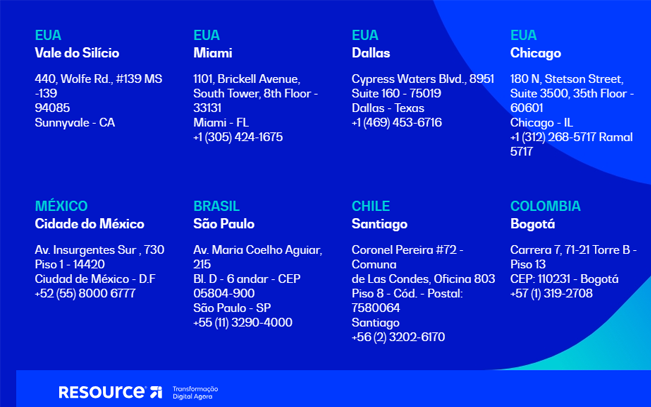 EUA
Vale do Silício
440, Wolfe Rd., #139 MS
-139
94085
Sunnyvale - CA
EUA
Miami
1101, Brickell Avenue,
South Tower, 8th Floor -
33131
Miami - FL
+1 (305) 424-1675
EUA
Dallas
Cypress Waters Blvd., 8951
Suite 160 - 75019
Dallas - Texas
+1 (469) 453-6716
EUA
Chicago
180 N, Stetson Street,
Suite 3500, 35th Floor -
60601
Chicago - IL
+1 (312) 268-5717 Ramal
5717
MÉXICO
Cidade do México
Av. Insurgentes Sur , 730
Piso 1 - 14420
Ciudad de México - D.F
+52 (55) 8000 6777
BRASIL
São Paulo
Av. Maria Coelho Aguiar,
215
Bl. D - 6 andar - CEP
05804-900
São Paulo - SP
+55 (11) 3290-4000
CHILE
Santiago
Coronel Pereira #72 -
Comuna
de Las Condes, Oficina 803
Piso 8 - Cód. - Postal:
7580064
Santiago
+56 (2) 3202-6170
COLOMBIA
Bogotá
Carrera 7, 71-21 Torre B -
Piso 13
CEP: 110231 - Bogotá
+57 (1) 319-2708
Resource
Transformação
Digital Agora